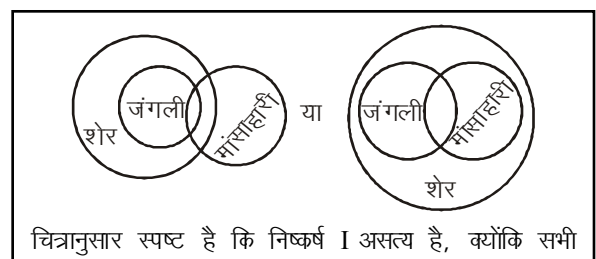 जंगली
शेर
मांसाहारी
या
जंगली
मांसाहारी
शेर
चित्रानुसार स्पष्ट है कि निष्कर्ष I असत्य है, क्योंकि सभी